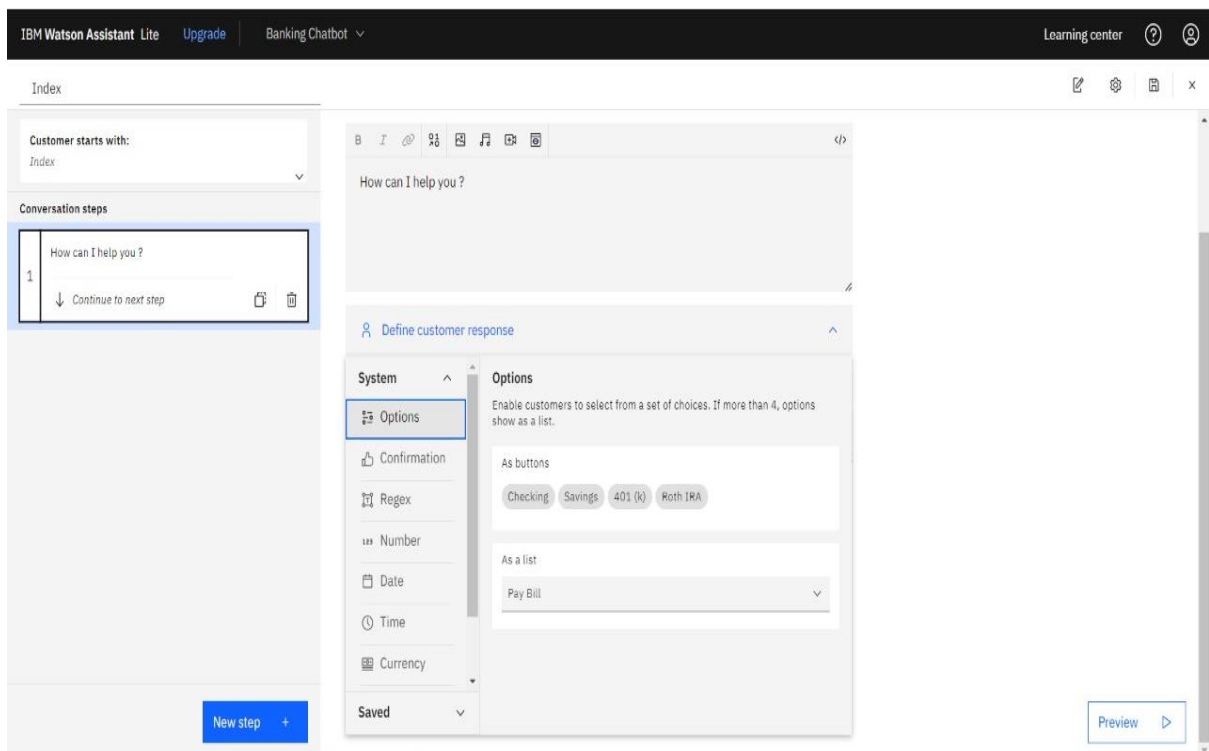 IBM Watson Assistant Lite Upgrade Banking Chatbot Learning center
Index
Customer starts with:
Index
Conversation steps
1
How can I help you ?
Continue to next step
New step +
B I
</>
How can I help you ?
Define customer response
System
Options
Confirmation
Regex
123 Number
Date
Time
Currency
Saved
Options
Enable customers to select from a set of choices. If more than 4, options
show as a list.
As buttons
Checking Savings 401 (k) Roth IRA
As a list
Pay Bill
Preview